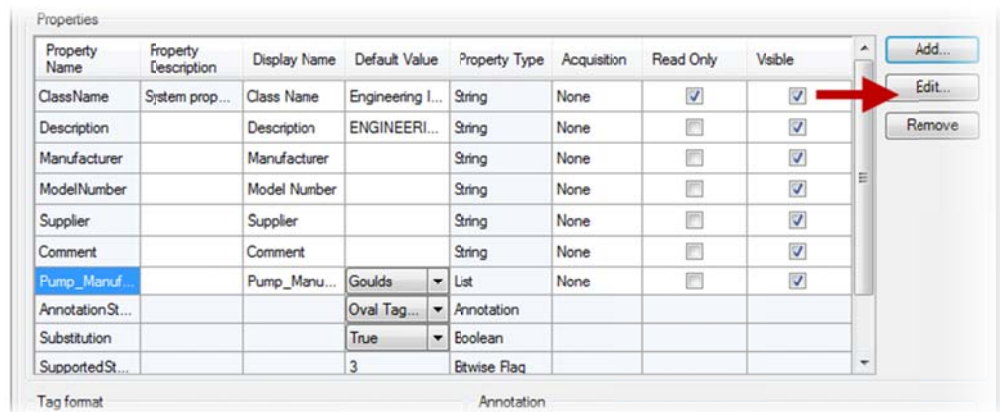 Properties
Property Name Property Description Display Name Default Value Property Type Acquisition Read Only Visible
ClassName System prop... Class Name Engineering I... String None
Description Description ENGINEERI... String None
Manufacturer Manufacturer String None
ModelNumber Model Number String None
Supplier Supplier String None
Comment Comment String None
Pump_Manuf... Pump_Manu... Goulds List None
AnnotationSt... Oval Tag... Annotation
Substitution True Boolean
SupportedSt... 3 Bitwise Flag
Add...
Edit...
Remove
Tag format Annotation